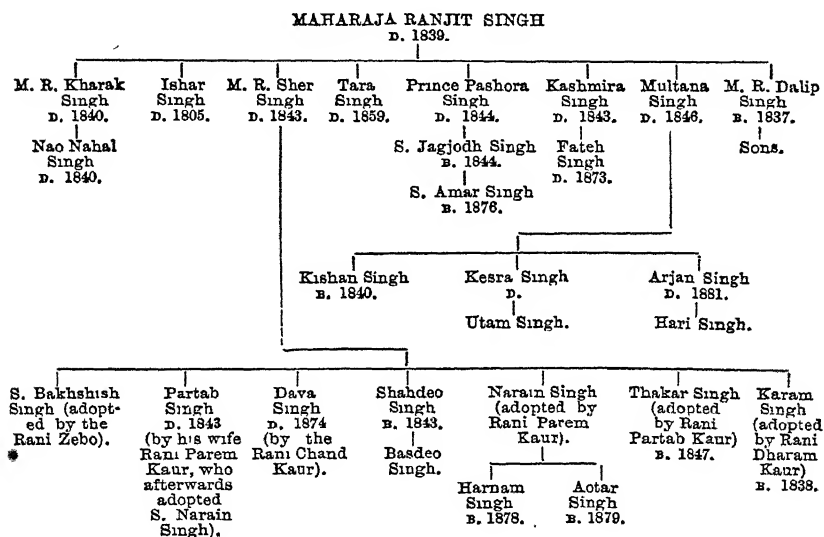 MAHARAJA RANJIT SINGH
D. 1839.
M. R. Kharak
Singh
D. 1840.
Nao Nahal
Singh
D. 1840.
Ishar
Singh
D. 1805.
M. R. Sher
Singh
D. 1843.
Tara
Singh
D. 1859.
Prince Pashora
Singh
D. 1844.
S. Jagjodh Singh
B. 1844.
S. Amar Singh
B. 1876.
Kashmira
Singh
D. 1843.
Fateh
Singh
D. 1873.
Multana
Singh
D. 1846.
M. R. Dalip
Singh
B. 1837.
Sons.
Kishan Singh
B. 1840.
Kesra Singh
D.
Utam Singh.
Arjan Singh
D. 1881.
Hari Singh.
S. Bakhshish
Singh (adopt-
ed by the
Rani Zebo).
Partab
Singh
D. 1843
(by his wife
Rani Parem
Kaur, who
afterwards
adopted
S. Narain
Singh).
Dava
Singh
D. 1874
(by the
Rani Chand
Kaur).
Shahdeo
Singh
B. 1843.
Basdeo
Singh.
Narain Singh
(adopted by
Rani Parem
Kaur).
Harnam
Singh
B. 1878.
Aotar
Singh
B. 1879.
Thakar Singh
(adopted
by Rani
Partab Kaur)
B. 1847.
Karam
Singh
(adopted
by Rani
Dharam
Kaur)
B. 1838.